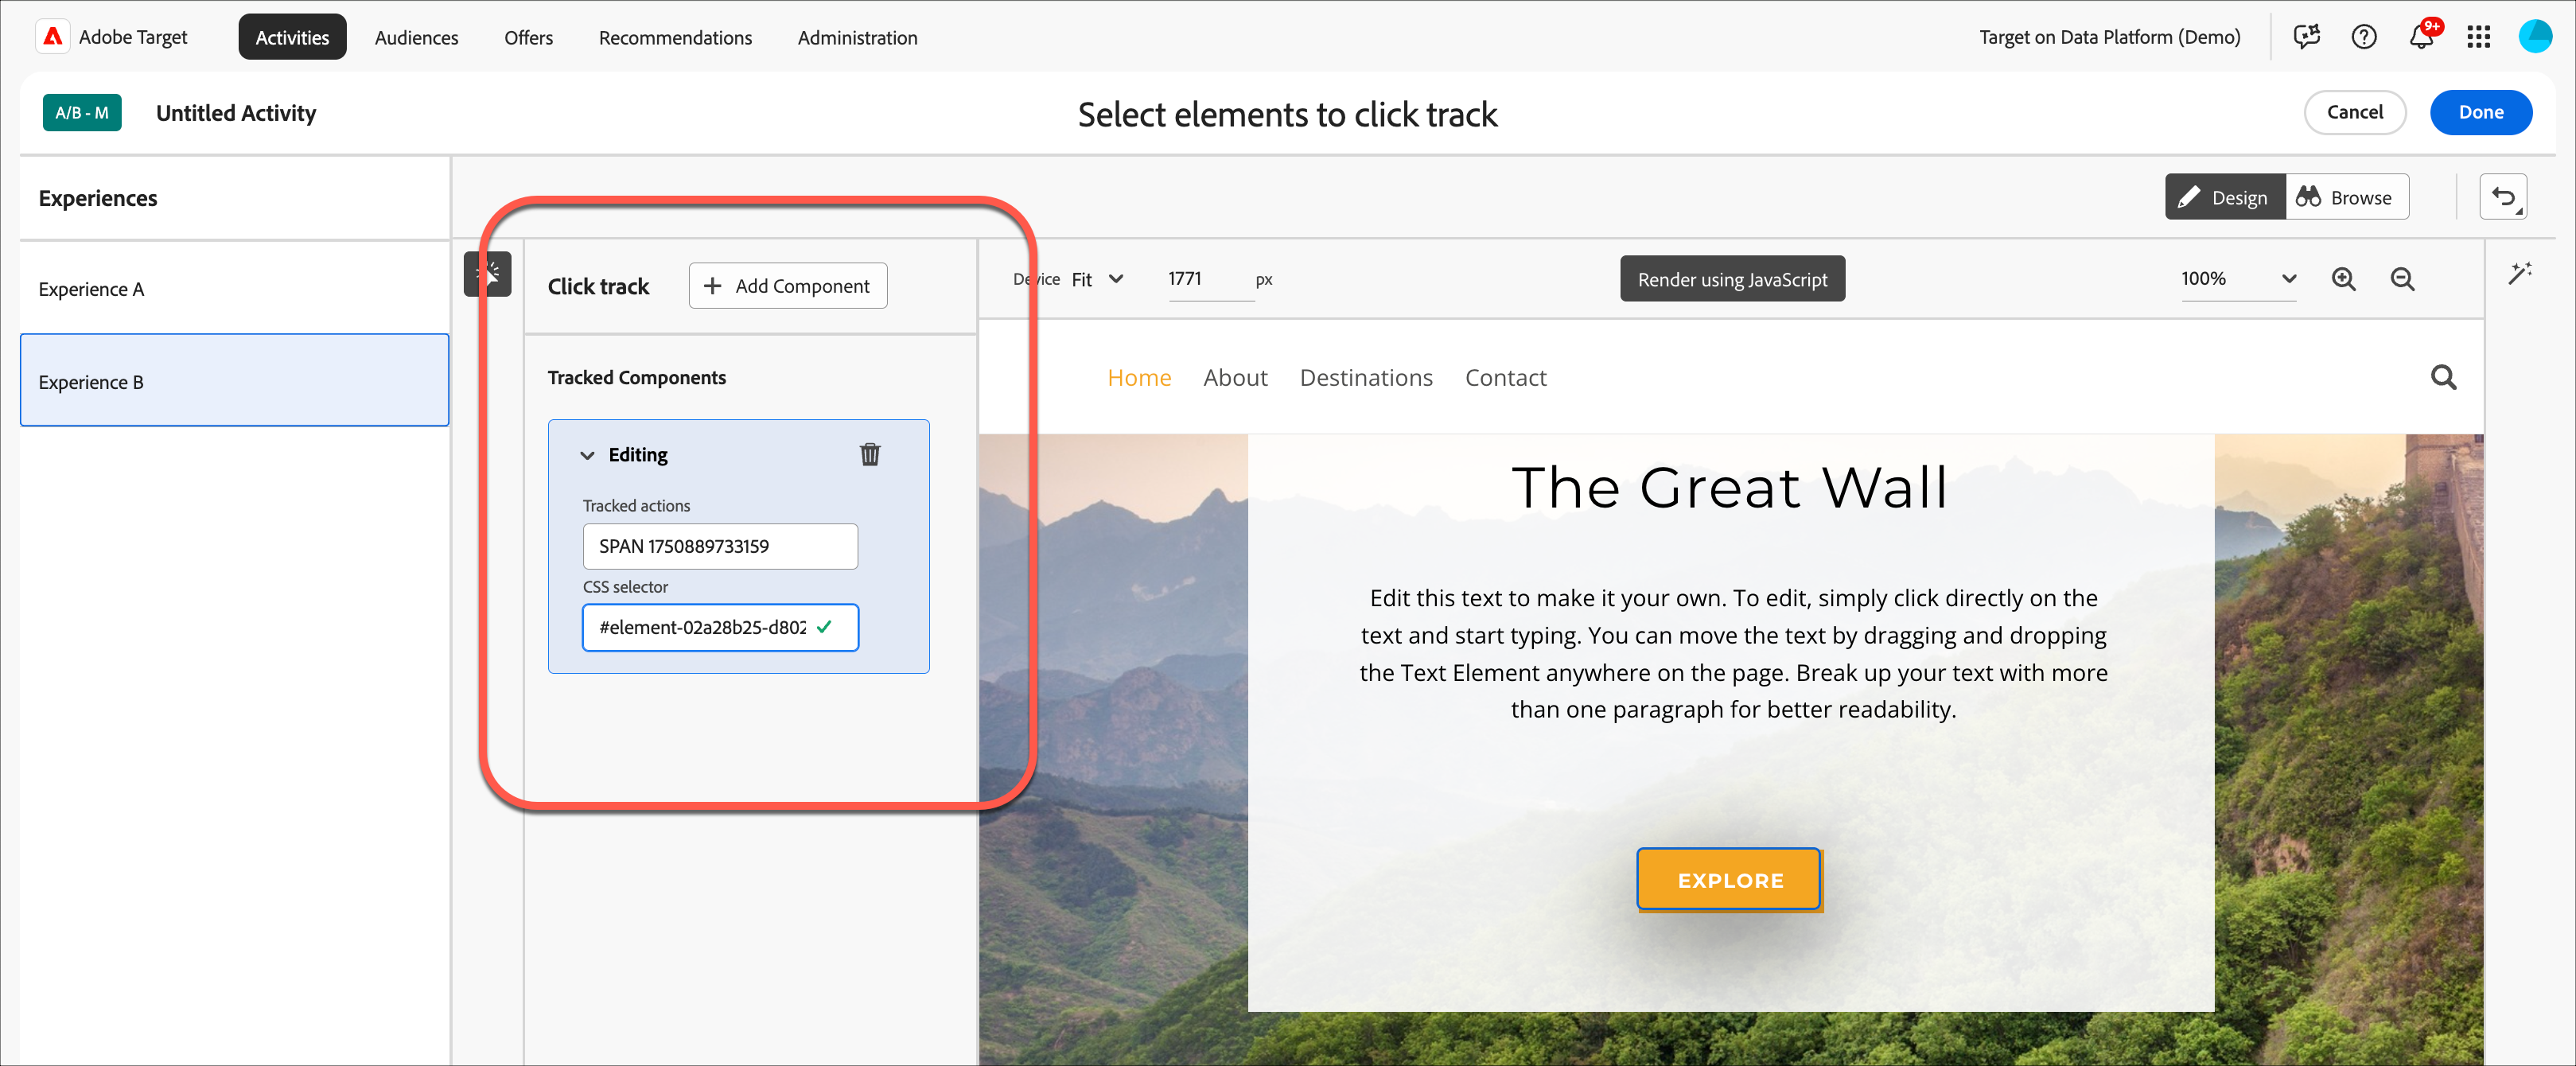 Adobe Target
Activities
Audiences
Offers
Recommendations
Administration
Target on Data Platform (Demo)
9+
A/B - M
Untitled Activity
Select elements to click track
Cancel
Done
Experiences
Design
Browse
Experience A
Experience B
Click track
Add Component
Device
Fit
1771
px
Render using JavaScript
100%
Tracked Components
Editing
Tracked actions
SPAN 1750889733159
CSS selector
#element-02a28b25-d802
Home
About
Destinations
Contact
The Great Wall
Edit this text to make it your own. To edit, simply click directly on the
text and start typing. You can move the text by dragging and dropping
the Text Element anywhere on the page. Break up your text with more
than one paragraph for better readability.
EXPLORE